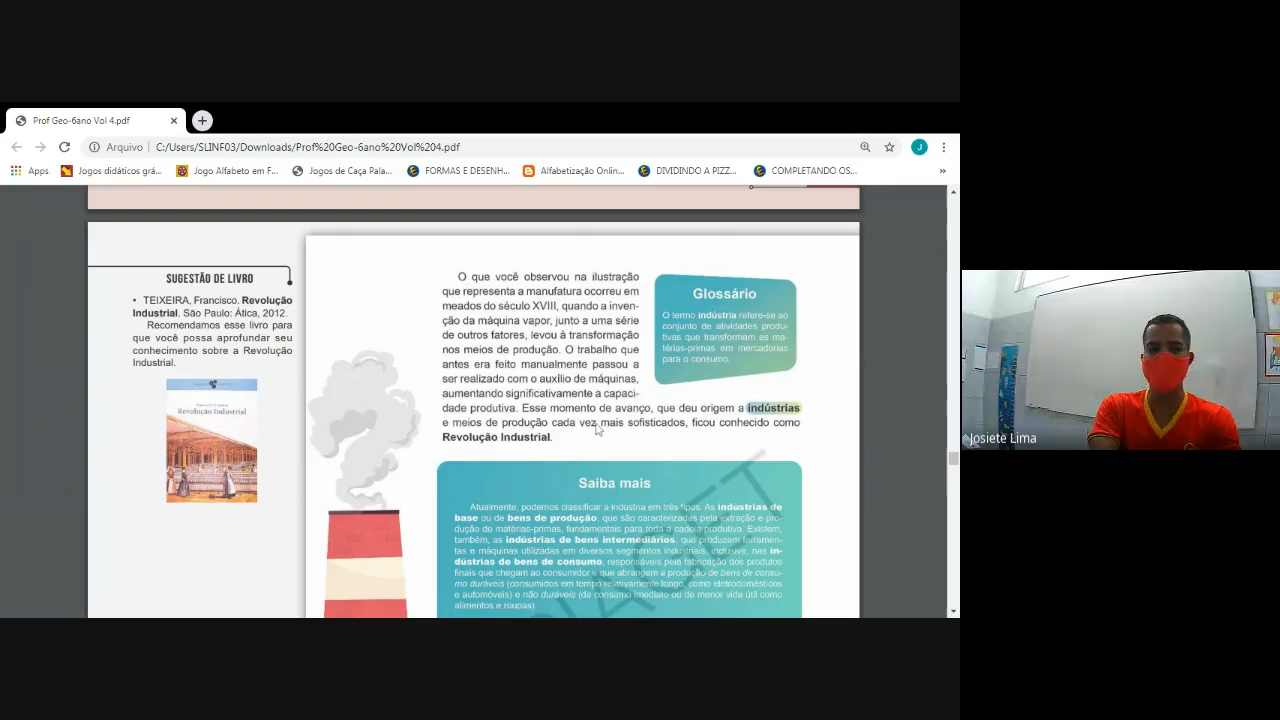 Prof Geo-6ano Vol 4.pdf
Arquivo
C:/Users/SLINF03/Downloads/Prof%20Geo-6ano%20Vol%204.pdf
J
Apps
Jogos didáticos grá...
Jogo Alfabeto em F...
Jogos de Caça Pala...
FORMAS E DESENH...
Alfabetização Onlin...
DIVIDINDO A PIZZ...
COMPLETANDO OS...
»
SUGESTÃO DE LIVRO
• TEIXEIRA, Francisco. Revolução
Industrial. São Paulo: Ática, 2012.
Recomendamos esse livro para
que você possa aprofundar seu
conhecimento sobre a Revolução
Industrial.
Revolução Industrial
O que você observou na ilustração
que representa a manufatura ocorreu em
meados do século XVIII, quando a inven-
ção da máquina vapor, junto a uma série
de outros fatores, levou à transformação
nos meios de produção. O trabalho que
antes era feito manualmente passou a
ser realizado com o auxílio de máquinas,
aumentando significativamente a capaci-
dade produtiva. Esse momento de avanço, que deu origem a indústrias
e meios de produção cada vez mais sofisticados, ficou conhecido como
Revolução Industrial.
Glossário
O termo indústria refere-se ao
conjunto de atividades produ-
tivas que transformam as ma-
térias-primas em mercadorias
para o consumo.
Saiba mais
Atualmente, podemos classificar a indústria em três tipos. As indústrias de
base ou de bens de produção, que são caracterizadas pela extração e pro-
dução de matérias-primas, fundamentais para toda a cadeia produtiva. Existem,
também, as indústrias de bens intermediários, que produzem ferramen-
tas e máquinas utilizadas em diversos segmentos industriais, inclusive, nas in-
dústrias de bens de consumo, responsáveis pela fabricação dos produtos
finais que chegam ao consumidor e que abrangem a produção de bens de consu-
mo duráveis (consumidos em tempo relativamente longo, como eletrodomésticos
e automóveis) e não duráveis (de consumo imediato ou de menor vida útil como
alimentos e roupas).
PIAGET
Josiete Lima